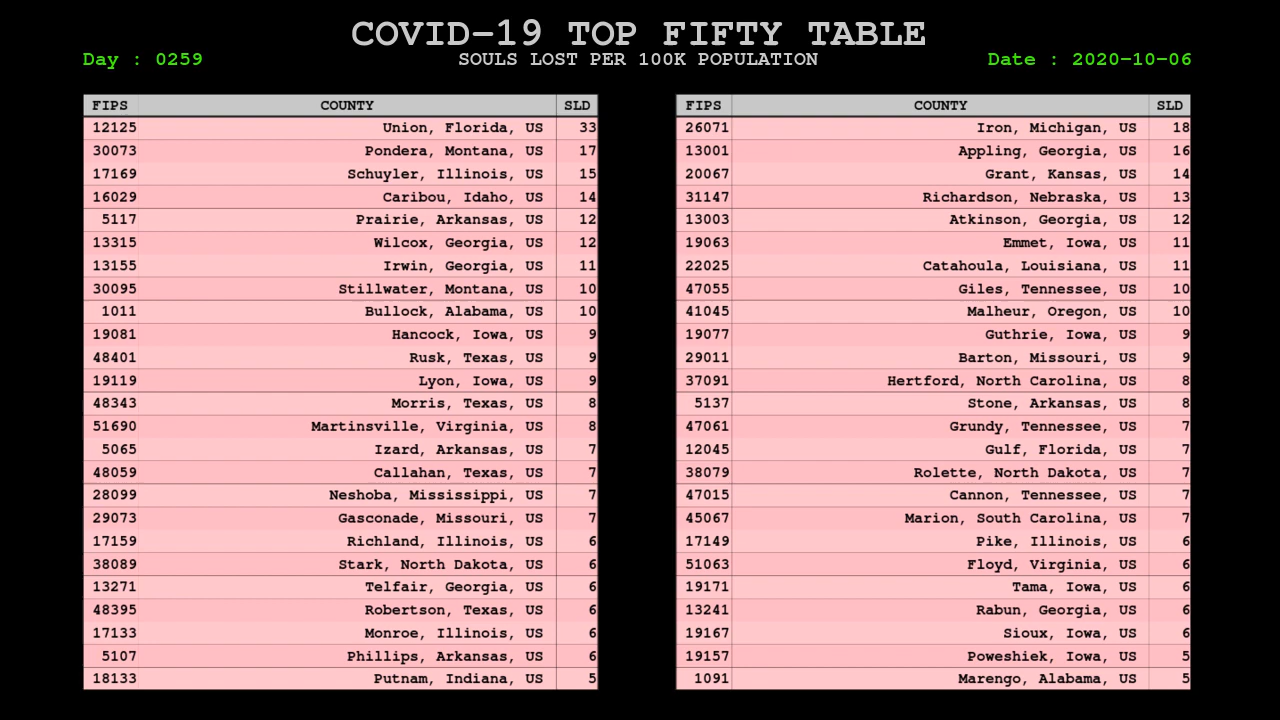 COVID-19 TOP FIFTY TABLE
Day : 0259 SOULS LOST PER 100K POPULATION Date : 2020-10-06
FIPS COUNTY SLD
12125 Union, Florida, US 33
30073 Pondera, Montana, US 17
17169 Schuyler, Illinois, US 15
16029 Caribou, Idaho, US 14
5117 Prairie, Arkansas, US 12
13315 Wilcox, Georgia, US 12
13155 Irwin, Georgia, US 11
30095 Stillwater, Montana, US 10
1011 Bullock, Alabama, US 10
19081 Hancock, Iowa, US 9
48401 Rusk, Texas, US 9
19119 Lyon, Iowa, US 9
48343 Morris, Texas, US 8
51690 Martinsville, Virginia, US 8
5065 Izard, Arkansas, US 7
48059 Callahan, Texas, US 7
28099 Neshoba, Mississippi, US 7
29073 Gasconade, Missouri, US 7
17159 Richland, Illinois, US 6
38089 Stark, North Dakota, US 6
13271 Telfair, Georgia, US 6
48395 Robertson, Texas, US 6
17133 Monroe, Illinois, US 6
5107 Phillips, Arkansas, US 6
18133 Putnam, Indiana, US 5
FIPS COUNTY SLD
26071 Iron, Michigan, US 18
13001 Appling, Georgia, US 16
20067 Grant, Kansas, US 14
31147 Richardson, Nebraska, US 13
13003 Atkinson, Georgia, US 12
19063 Emmet, Iowa, US 11
22025 Catahoula, Louisiana, US 11
47055 Giles, Tennessee, US 10
41045 Malheur, Oregon, US 10
19077 Guthrie, Iowa, US 9
29011 Barton, Missouri, US 9
37091 Hertford, North Carolina, US 8
5137 Stone, Arkansas, US 8
47061 Grundy, Tennessee, US 7
12045 Gulf, Florida, US 7
38079 Rolette, North Dakota, US 7
47015 Cannon, Tennessee, US 7
45067 Marion, South Carolina, US 7
17149 Pike, Illinois, US 6
51063 Floyd, Virginia, US 6
19171 Tama, Iowa, US 6
13241 Rabun, Georgia, US 6
19167 Sioux, Iowa, US 6
19157 Poweshiek, Iowa, US 5
1091 Marengo, Alabama, US 5